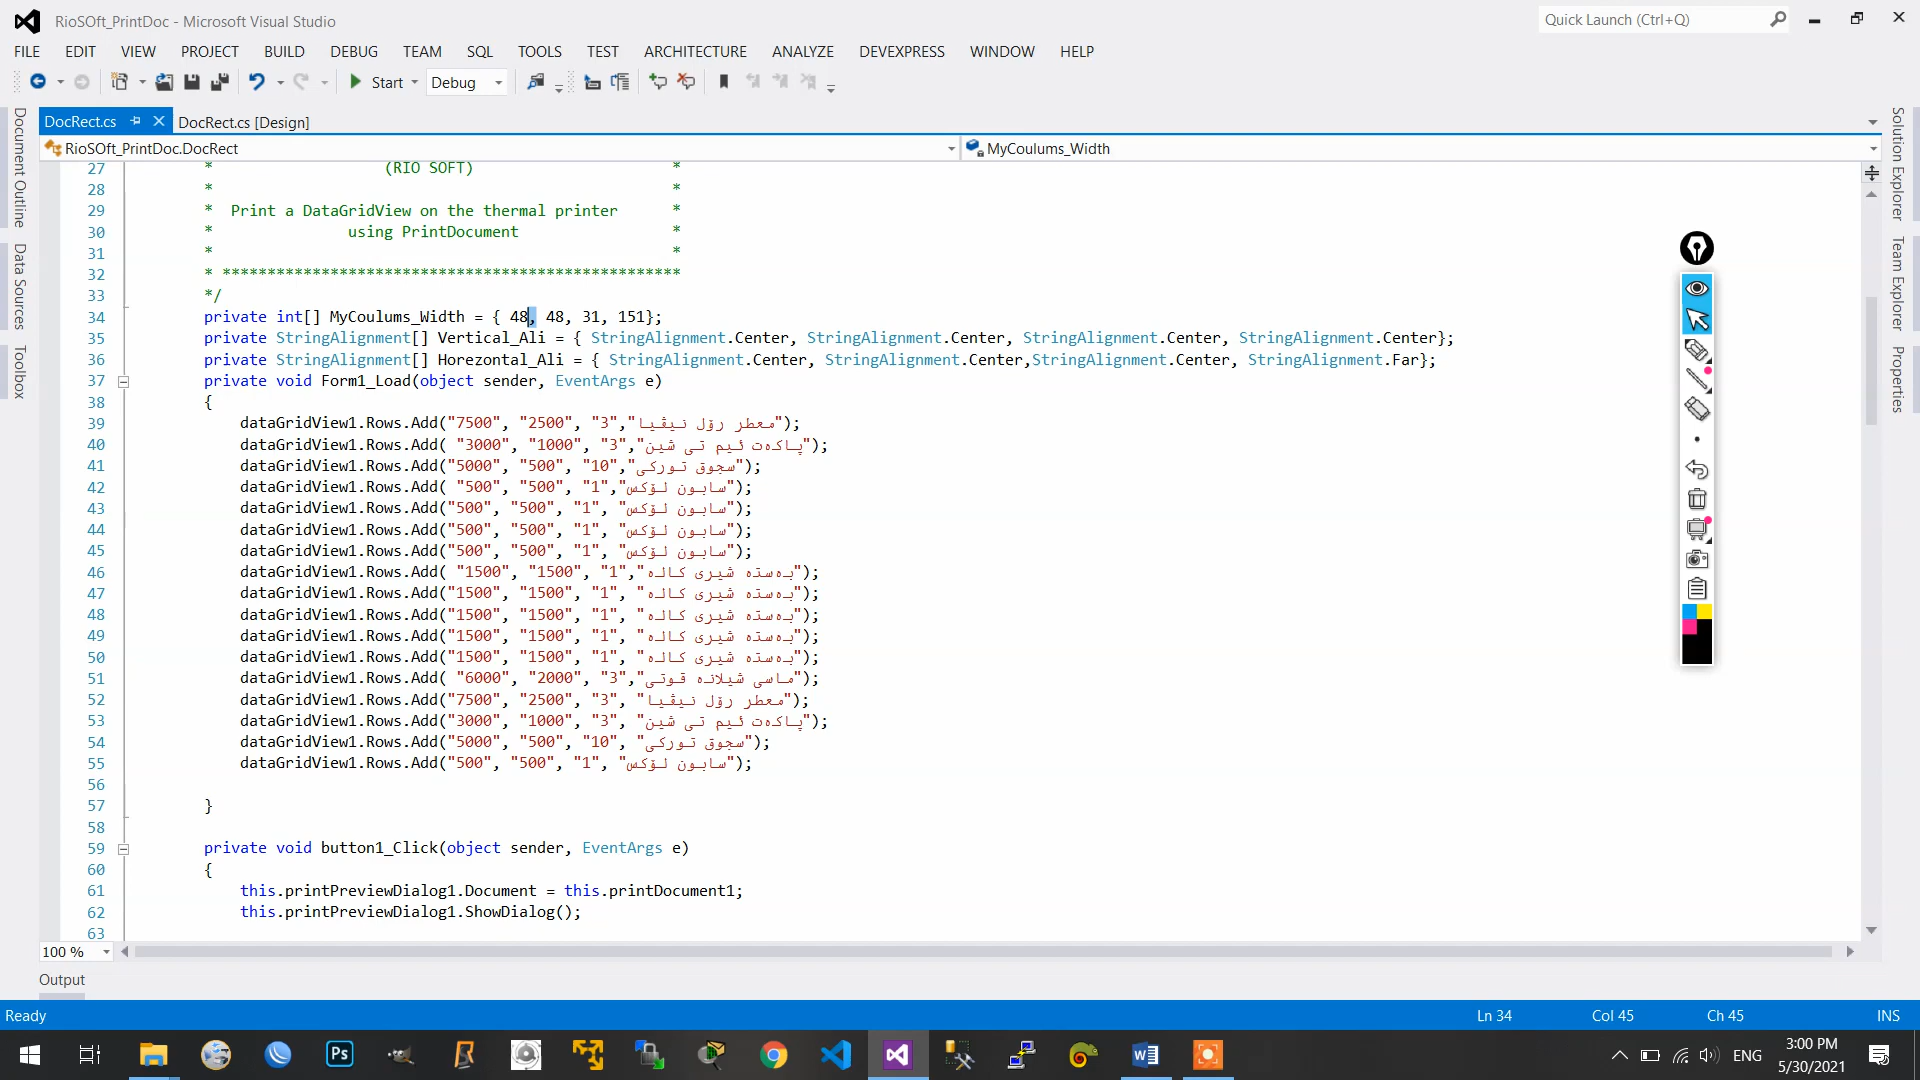 RioSOft_PrintDoc - Microsoft Visual Studio
Quick Launch (Ctrl+Q)
FILE EDIT VIEW PROJECT BUILD DEBUG TEAM SQL TOOLS TEST ARCHITECTURE ANALYZE DEVEXPRESS WINDOW HELP
Start Debug
DocRect.cs DocRect.cs [Design]
RioSOft_PrintDoc.DocRect MyCoulums_Width
Document Outline
Data Sources
Toolbox
Solution Explorer
Team Explorer
Properties
27 * (RIO SOFT) *
28 * *
29 * Print a DataGridView on the thermal printer *
30 * using PrintDocument *
31 * *
32 * ***************************************************
33 */
34 private int[] MyCoulums_Width = { 48, 48, 31, 151};
35 private StringAlignment[] Vertical_Ali = { StringAlignment.Center, StringAlignment.Center, StringAlignment.Center, StringAlignment.Center};
36 private StringAlignment[] Horezontal_Ali = { StringAlignment.Center, StringAlignment.Center,StringAlignment.Center, StringAlignment.Far};
37 private void Form1_Load(object sender, EventArgs e)
38 {
39 dataGridView1.Rows.Add("7500", "2500", "3","معطر رۆل نیڤیا");
40 dataGridView1.Rows.Add( "3000", "1000", "3","پاکەت ئیم تی شین");
41 dataGridView1.Rows.Add("5000", "500", "10","سجوق تورکی");
42 dataGridView1.Rows.Add( "500", "500", "1","سابون لۆکس");
43 dataGridView1.Rows.Add("500", "500", "1", "سابون لۆکس");
44 dataGridView1.Rows.Add("500", "500", "1", "سابون لۆکس");
45 dataGridView1.Rows.Add("500", "500", "1", "سابون لۆکس");
46 dataGridView1.Rows.Add( "1500", "1500", "1","بەستە شیری کالە");
47 dataGridView1.Rows.Add("1500", "1500", "1", "بەستە شیری کالە");
48 dataGridView1.Rows.Add("1500", "1500", "1", "بەستە شیری کالە");
49 dataGridView1.Rows.Add("1500", "1500", "1", "بەستە شیری کالە");
50 dataGridView1.Rows.Add("1500", "1500", "1", "بەستە شیری کالە");
51 dataGridView1.Rows.Add( "6000", "2000", "3","ماسی شیلانە قوتی");
52 dataGridView1.Rows.Add("7500", "2500", "3", "معطر رۆل نیڤیا");
53 dataGridView1.Rows.Add("3000", "1000", "3", "پاکەت ئیم تی شین");
54 dataGridView1.Rows.Add("5000", "500", "10", "سجوق تورکی");
55 dataGridView1.Rows.Add("500", "500", "1", "سابون لۆکس");
56
57 }
58
59 private void button1_Click(object sender, EventArgs e)
60 {
61 this.printPreviewDialog1.Document = this.printDocument1;
62 this.printPreviewDialog1.ShowDialog();
63
100 %
Output
Ready Ln 34 Col 45 Ch 45 INS
Ps
ENG 3:00 PM
5/30/2021